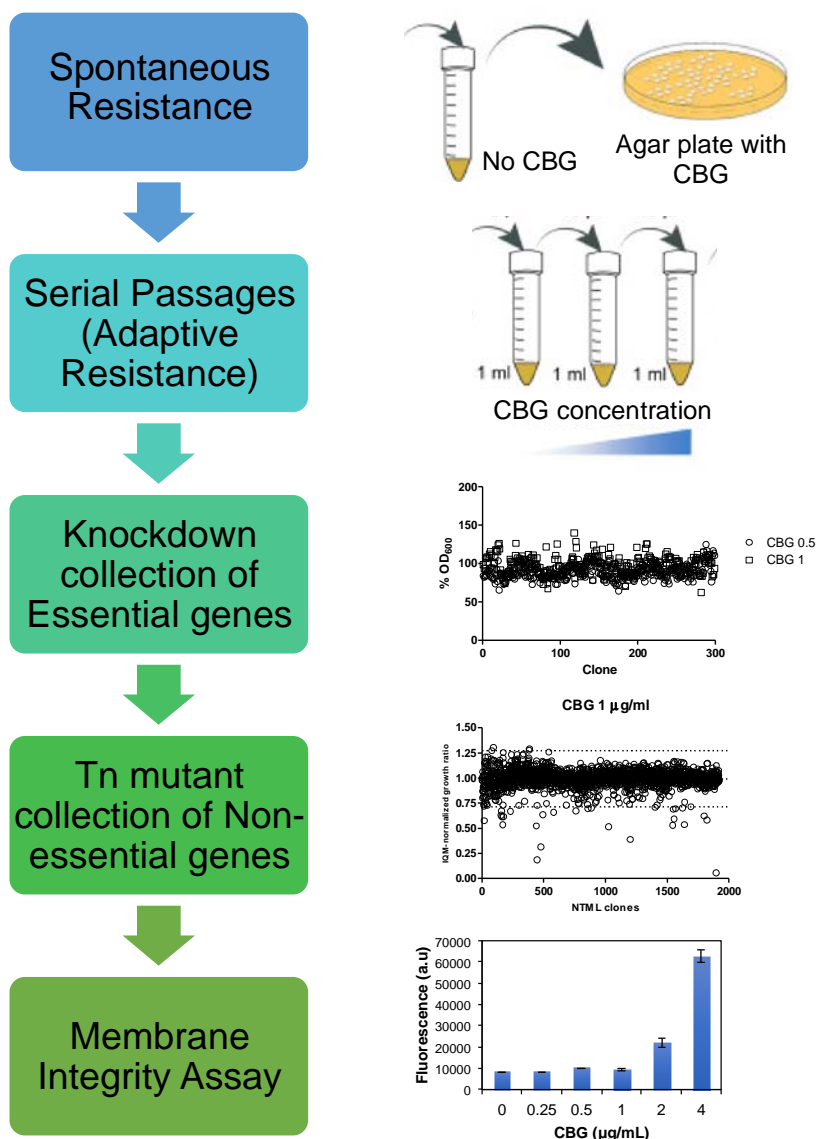 Spontaneous
Resistance
No CBG
Agar plate with
CBG
Serial Passages
(Adaptive
Resistance)
1 ml
1 ml
1 ml
CBG concentration
Knockdown
collection of
Essential genes
% OD600
200
150
100
50
0
0
100
200
300
Clone
CBG 0.5
CBG 1
Tn mutant
collection of Non-
essential genes
CBG 1 µg/ml
IQM-normalized growth ratio
1.50
1.25
1.00
0.75
0.50
0.25
0.00
0
500
1000
1500
2000
NTML clones
Membrane
Integrity Assay
Fluorescence (a.u)
70000
60000
50000
40000
30000
20000
10000
0
0
0.25
0.5
1
2
4
CBG (µg/mL)